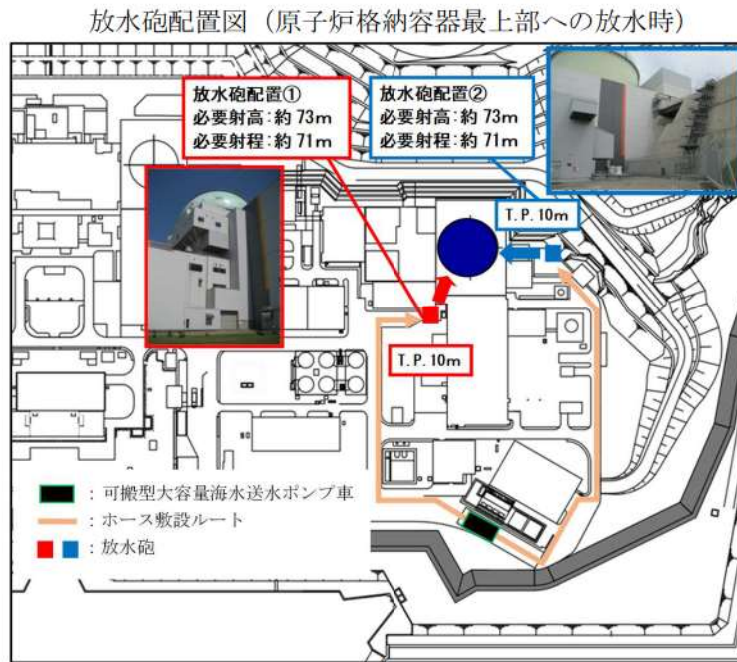 放水砲配置図（原子炉格納容器最上部への放水時）
放水砲配置①
必要射高：約73m
必要射程：約71m
放水砲配置②
必要射高：約73m
必要射程：約71m
T.P.10m
T.P.10m
：可搬型大容量海水送水ポンプ車
：ホース敷設ルート
：放水砲